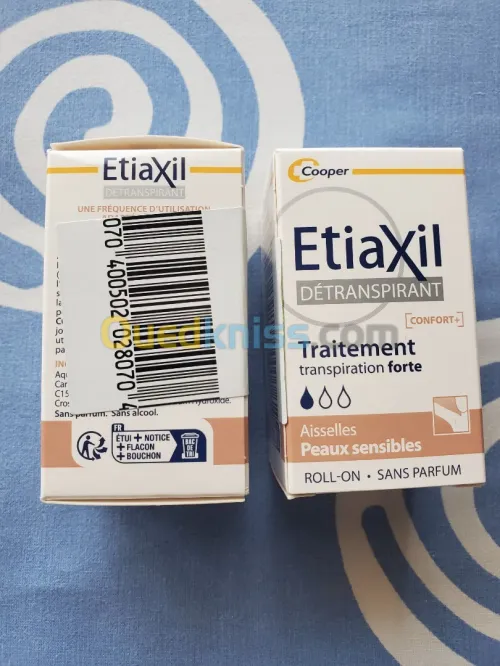 EtiaXil
DÉTRANSPIRANT
UNE FRÉQUENCE D'UTILISATION
070
400502
028070
4
Sans parfum. Sans alcool.
FR
ÉTUI + NOTICE
+ FLACON
+ BOUCHON
BAC
DE
TRI
Cooper
EtiaXil
DÉTRANSPIRANT
CONFORT+
Traitement
transpiration forte
Aisselles
Peaux sensibles
ROLL-ON • SANS PARFUM
Ouedkniss.com